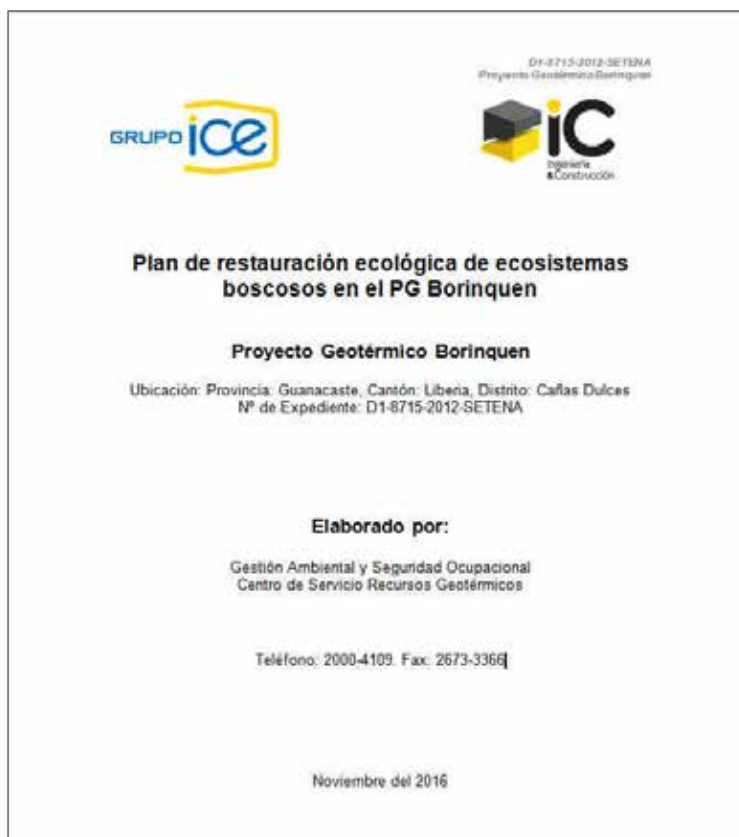 D1-8715-2012-SETENA
Proyecto Geotérmico Borinquen
GRUPO ice
iC
Ingeniería
&Construcción
Plan de restauración ecológica de ecosistemas
boscosos en el PG Borinquen
Proyecto Geotérmico Borinquen
Ubicación: Provincia: Guanacaste, Cantón: Liberia, Distrito: Cañas Dulces
Nº de Expediente: D1-8715-2012-SETENA
Elaborado por:
Gestión Ambiental y Seguridad Ocupacional
Centro de Servicio Recursos Geotérmicos
Teléfono: 2000-4109. Fax: 2673-3366
Noviembre del 2016